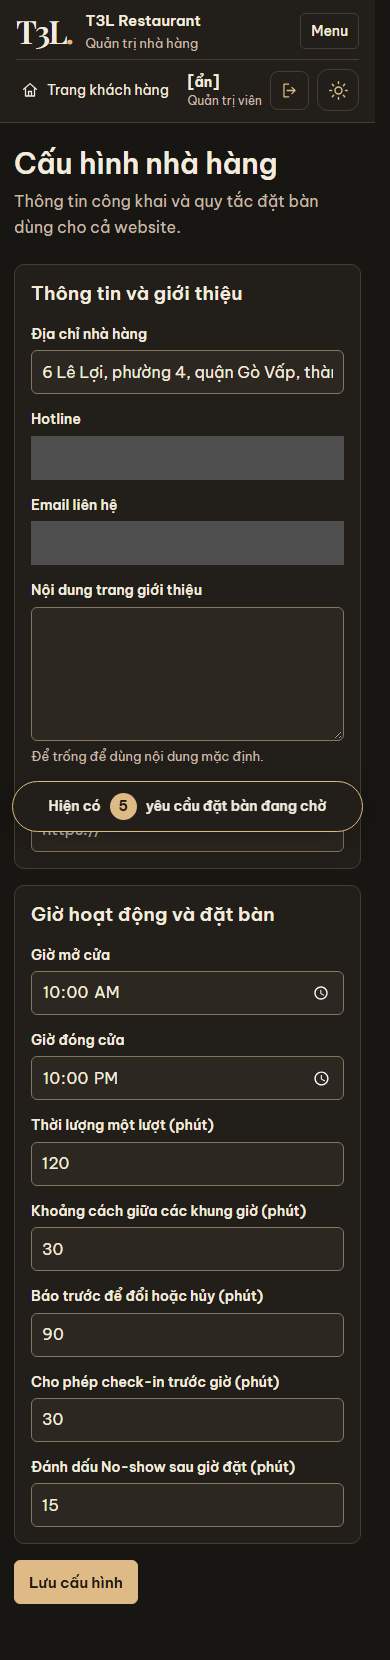 T3L.
T3L Restaurant
Quản trị nhà hàng
Menu
Trang khách hàng
[ẩn]
Quản trị viên
Cấu hình nhà hàng
Thông tin công khai và quy tắc đặt bàn
dùng cho cả website.
Thông tin và giới thiệu
Địa chỉ nhà hàng
6 Lê Lợi, phường 4, quận Gò Vấp, thàn
Hotline
Email liên hệ
Nội dung trang giới thiệu
Để trống để dùng nội dung mặc định.
Hiện có 5 yêu cầu đặt bàn đang chờ
https://
Giờ hoạt động và đặt bàn
Giờ mở cửa
10:00 AM
Giờ đóng cửa
10:00 PM
Thời lượng một lượt (phút)
120
Khoảng cách giữa các khung giờ (phút)
30
Báo trước để đổi hoặc hủy (phút)
90
Cho phép check-in trước giờ (phút)
30
Đánh dấu No-show sau giờ đặt (phút)
15
Lưu cấu hình